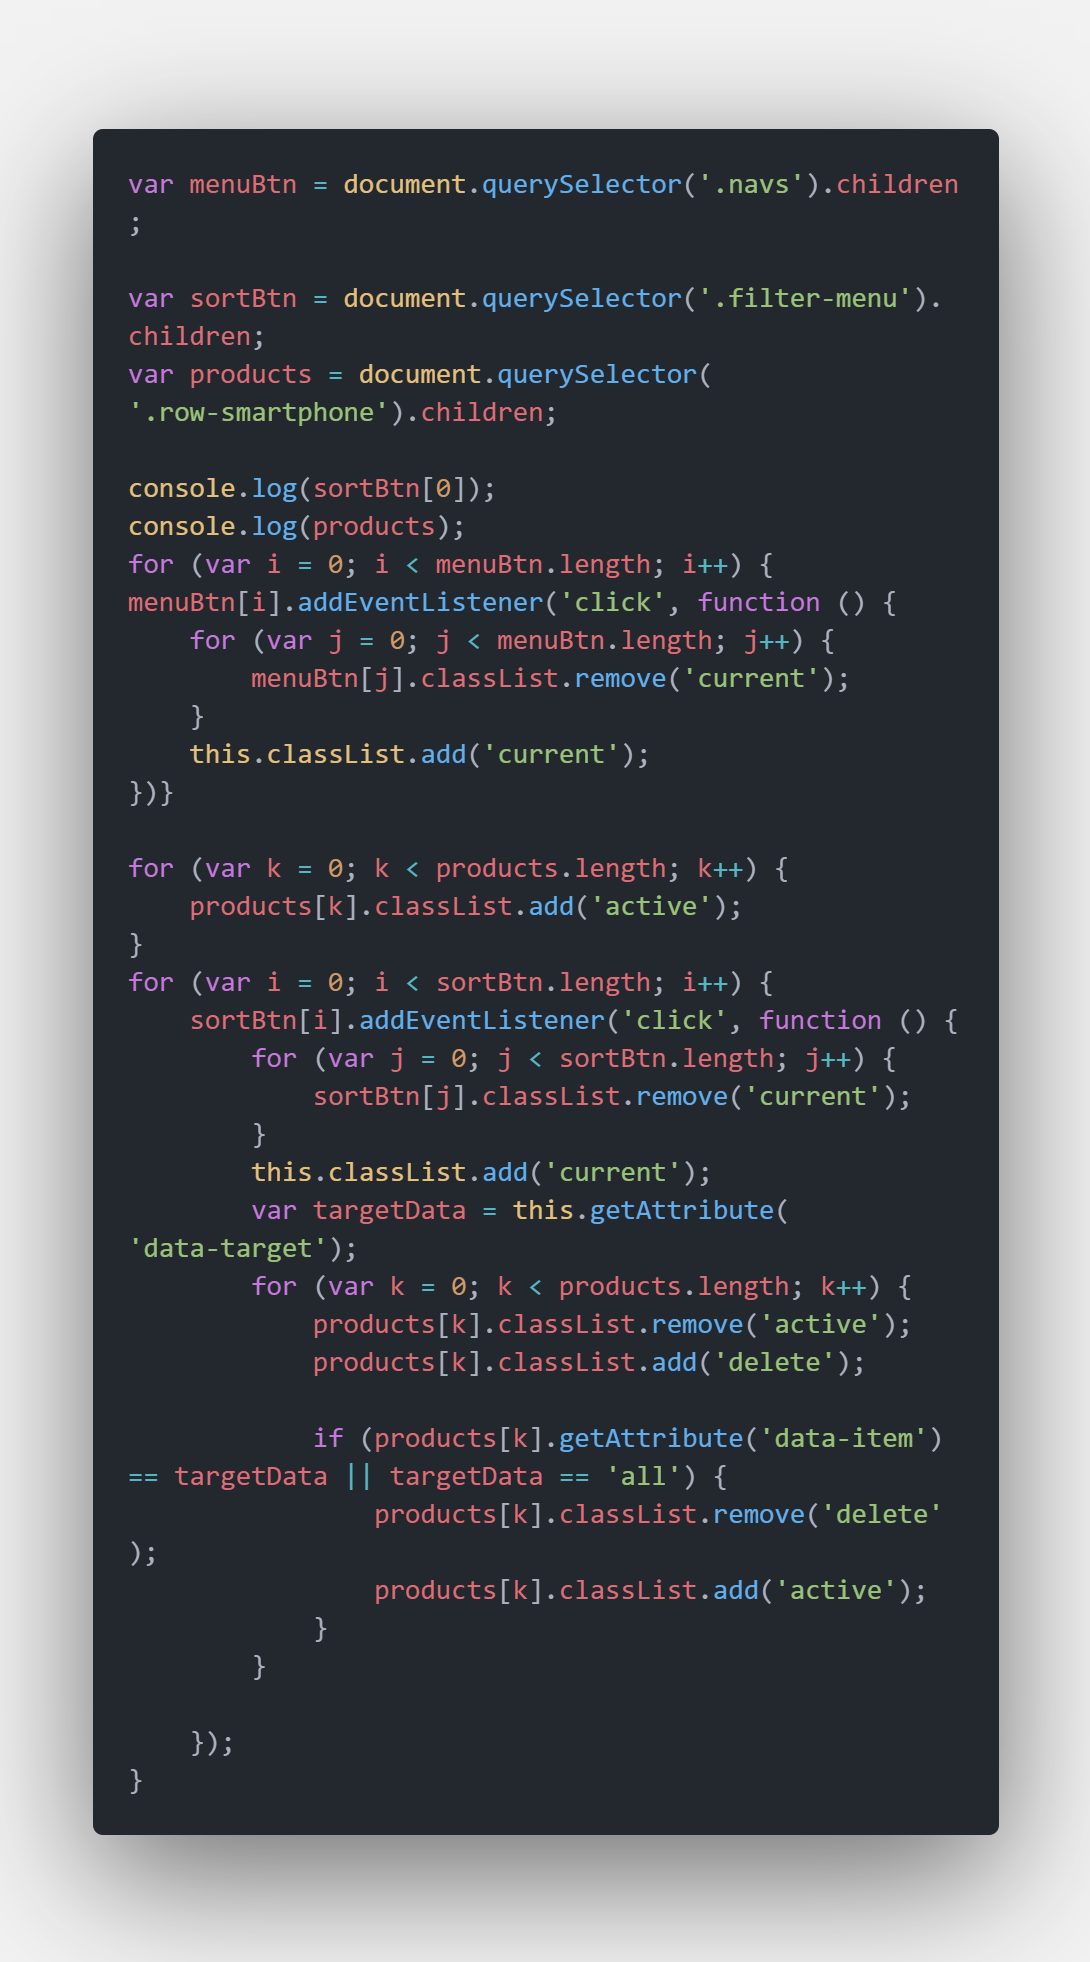 var menuBtn = document.querySelector('.navs').children
;

var sortBtn = document.querySelector('.filter-menu').
children;
var products = document.querySelector(
'.row-smartphone').children;

console.log(sortBtn[0]);
console.log(products);
for (var i = 0; i < menuBtn.length; i++) {
menuBtn[i].addEventListener('click', function () {
    for (var j = 0; j < menuBtn.length; j++) {
        menuBtn[j].classList.remove('current');
    }
    this.classList.add('current');
})}

for (var k = 0; k < products.length; k++) {
    products[k].classList.add('active');
}
for (var i = 0; i < sortBtn.length; i++) {
    sortBtn[i].addEventListener('click', function () {
        for (var j = 0; j < sortBtn.length; j++) {
            sortBtn[j].classList.remove('current');
        }
        this.classList.add('current');
        var targetData = this.getAttribute(
'data-target');
        for (var k = 0; k < products.length; k++) {
            products[k].classList.remove('active');
            products[k].classList.add('delete');

            if (products[k].getAttribute('data-item')
== targetData || targetData == 'all') {
                products[k].classList.remove('delete'
);
                products[k].classList.add('active');
            }
        }

    });
}